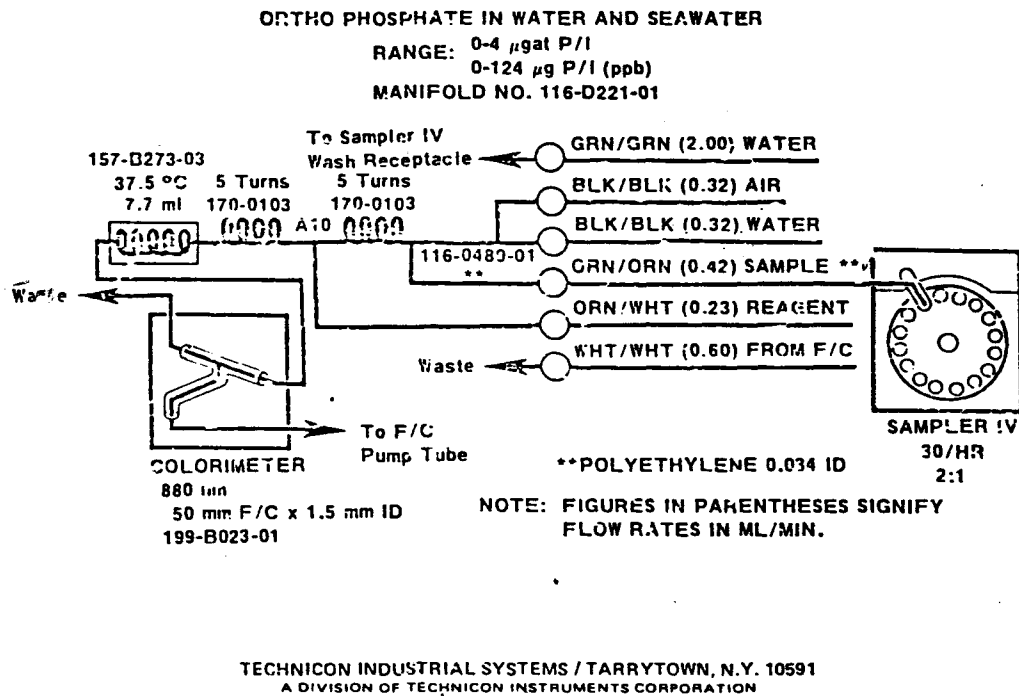 ORTHO PHOSPHATE IN WATER AND SEAWATER
RANGE: 0-4 µgat P/l
0-124 µg P/l (ppb)
MANIFOLD NO. 116-D221-01
To Sampler IV
Wash Receptacle
GRN/GRN (2.00) WATER
157-B273-03
37.5 ºC
7.7 ml
5 Turns
170-0103
A10
5 Turns
170-0103
BLK/BLK (0.32) AIR
BLK/BLK (0.32) WATER
116-0489-01
**
GRN/ORN (0.42) SAMPLE **
ORN/WHT (0.23) REAGENT
WHT/WHT (0.60) FROM F/C
Waste
Waste
To F/C
Pump Tube
COLORIMETER
880 nm
50 mm F/C x 1.5 mm ID
199-B023-01
SAMPLER IV
30/HR
2:1
**POLYETHYLENE 0.034 ID
NOTE: FIGURES IN PARENTHESES SIGNIFY
FLOW RATES IN ML/MIN.
TECHNICON INDUSTRIAL SYSTEMS / TARRYTOWN, N.Y. 10591
A DIVISION OF TECHNICON INSTRUMENTS CORPORATION